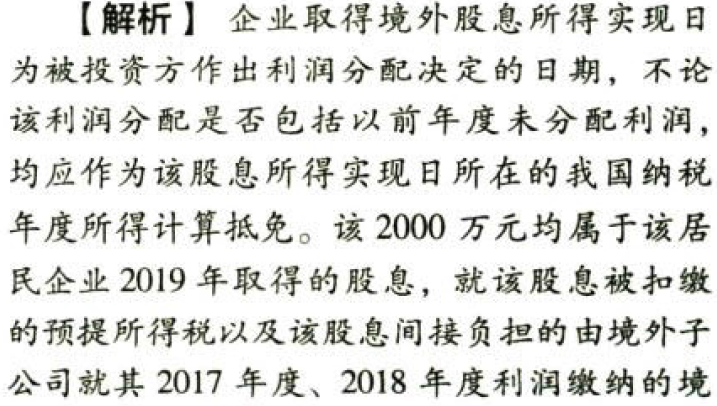 【解析】 企业取得境外股息所得实现日
为被投资方作出利润分配决定的日期，不论
该利润分配是否包括以前年度未分配利润，
均应作为该股息所得实现日所在的我国纳税
年度所得计算抵免。该 2000 万元均属于该居
民企业 2019 年取得的股息，就该股息被扣缴
的预提所得税以及该股息间接负担的由境外子
公司就其 2017 年度、2018 年度利润缴纳的境